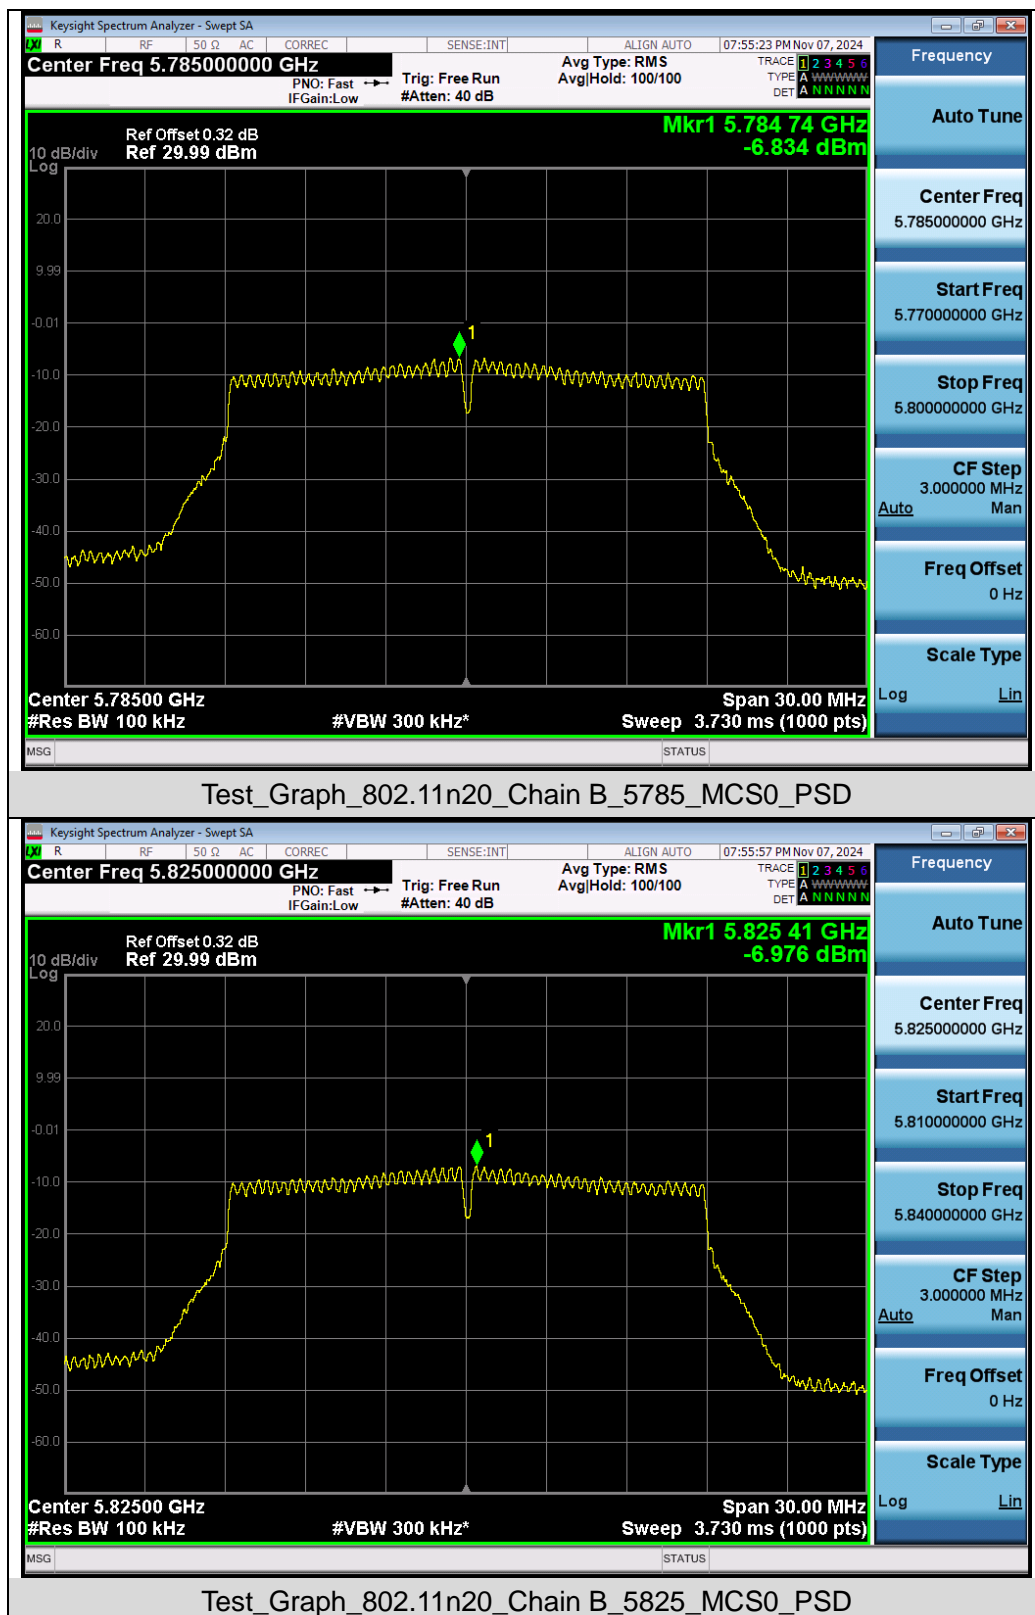 Keysight Spectrum Analyzer - Swept SA
LXI R RF 50 Ω AC CORREC SENSE:INT ALIGN AUTO 07:55:23 PM Nov 07, 2024
Center Freq 5.785000000 GHz
PNO: Fast
IFGain:Low
Trig: Free Run
#Atten: 40 dB
Avg Type: RMS
Avg|Hold: 100/100
TRACE 1 2 3 4 5 6
TYPE A WWWWW
DET A N N N N N
Frequency
Auto Tune
Center Freq
5.785000000 GHz
Start Freq
5.770000000 GHz
Stop Freq
5.800000000 GHz
CF Step
3.000000 MHz
Auto Man
Freq Offset
0 Hz
Scale Type
Log Lin
Mkr1 5.784 74 GHz
-6.834 dBm
Ref Offset 0.32 dB
10 dB/div Ref 29.99 dBm
Log
20.0
9.99
-0.01
-10.0
-20.0
-30.0
-40.0
-50.0
-60.0
1
Center 5.78500 GHz Span 30.00 MHz
#Res BW 100 kHz #VBW 300 kHz* Sweep 3.730 ms (1000 pts)
MSG STATUS
Test_Graph_802.11n20_Chain B_5785_MCS0_PSD
Keysight Spectrum Analyzer - Swept SA
LXI R RF 50 Ω AC CORREC SENSE:INT ALIGN AUTO 07:55:57 PM Nov 07, 2024
Center Freq 5.825000000 GHz
PNO: Fast
IFGain:Low
Trig: Free Run
#Atten: 40 dB
Avg Type: RMS
Avg|Hold: 100/100
TRACE 1 2 3 4 5 6
TYPE A WWWWW
DET A N N N N N
Frequency
Auto Tune
Center Freq
5.825000000 GHz
Start Freq
5.810000000 GHz
Stop Freq
5.840000000 GHz
CF Step
3.000000 MHz
Auto Man
Freq Offset
0 Hz
Scale Type
Log Lin
Mkr1 5.825 41 GHz
-6.976 dBm
Ref Offset 0.32 dB
10 dB/div Ref 29.99 dBm
Log
20.0
9.99
-0.01
-10.0
-20.0
-30.0
-40.0
-50.0
-60.0
1
Center 5.82500 GHz Span 30.00 MHz
#Res BW 100 kHz #VBW 300 kHz* Sweep 3.730 ms (1000 pts)
MSG STATUS
Test_Graph_802.11n20_Chain B_5825_MCS0_PSD